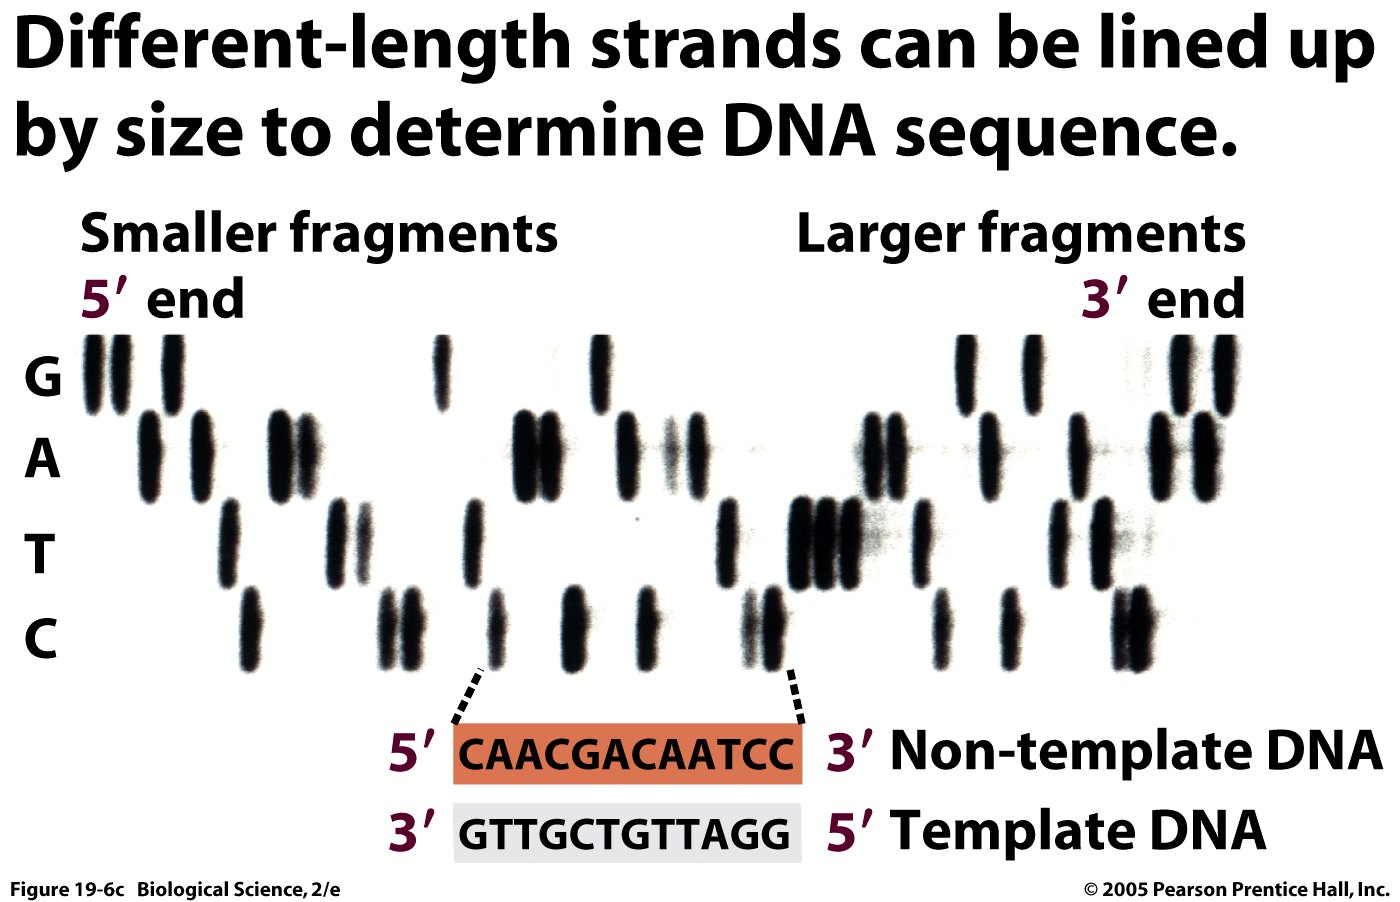 Different-length strands can be lined up
by size to determine DNA sequence.
Smaller fragments Larger fragments
5′ end 3′ end
G
A
T
C
5′ CAACGACAATCC 3′ Non-template DNA
3′ GTTGCTGTTAGG 5′ Template DNA
Figure 19-6c Biological Science, 2/e © 2005 Pearson Prentice Hall, Inc.